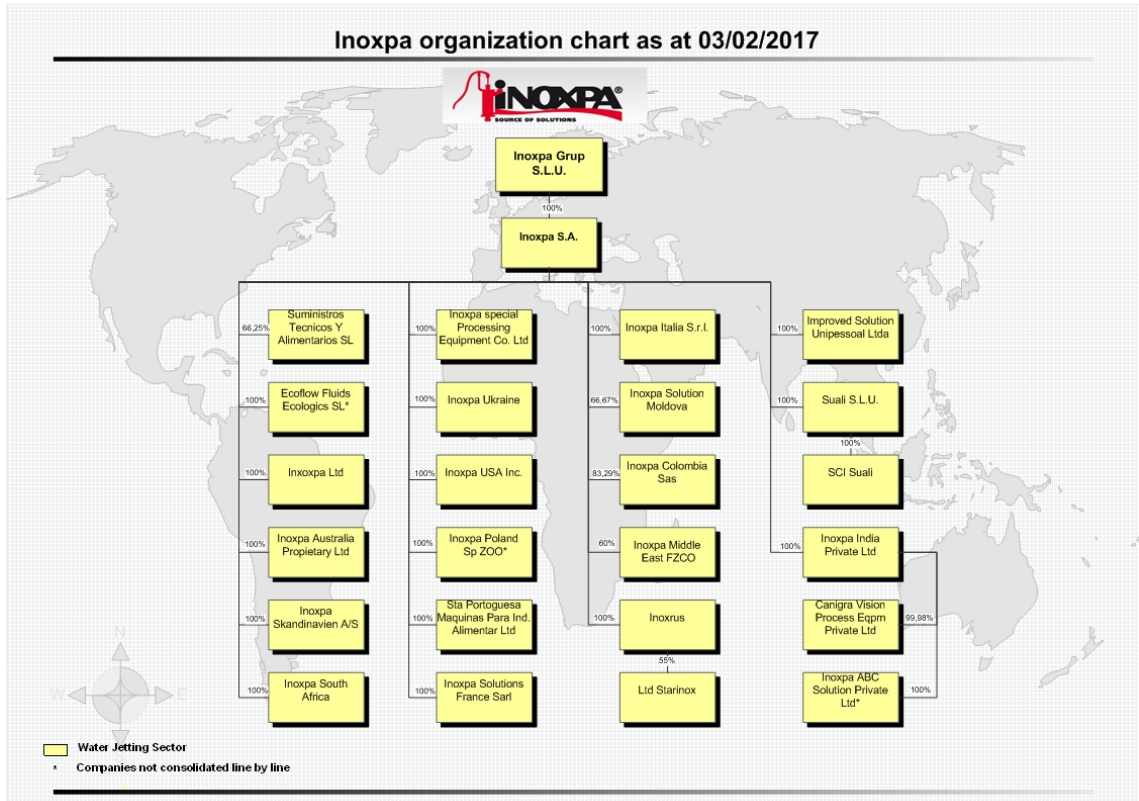 Inoxpa organization chart as at 03/02/2017
iNOXPA®
SOURCE OF SOLUTIONS
Inoxpa Grup
S.L.U.
100%
Inoxpa S.A.
66,25%
Suministros
Tecnicos Y
Alimentarios SL
100%
Ecoflow Fluids
Ecologics SL*
100%
Inxoxpa Ltd
100%
Inoxpa Australia
Propietary Ltd
100%
Inoxpa
Skandinavien A/S
100%
Inoxpa South
Africa
100%
Inoxpa special
Processing
Equipment Co. Ltd
100%
Inoxpa Ukraine
100%
Inoxpa USA Inc.
100%
Inoxpa Poland
Sp ZOO*
100%
Sta Portoguesa
Maquinas Para Ind.
Alimentar Ltd
100%
Inoxpa Solutions
France Sarl
100%
Inoxpa Italia S.r.l.
66,67%
Inoxpa Solution
Moldova
83,29%
Inoxpa Colombia
Sas
60%
Inoxpa Middle
East FZCO
100%
Inoxrus
55%
Ltd Starinox
100%
Improved Solution
Unipessoal Ltda
100%
Suali S.L.U.
100%
SCI Suali
100%
Inoxpa India
Private Ltd
Canigra Vision
Process Eqpm
Private Ltd
99,98%
Inoxpa ABC
Solution Private
Ltd*
100%
N
W
E
Water Jetting Sector
* Companies not consolidated line by line